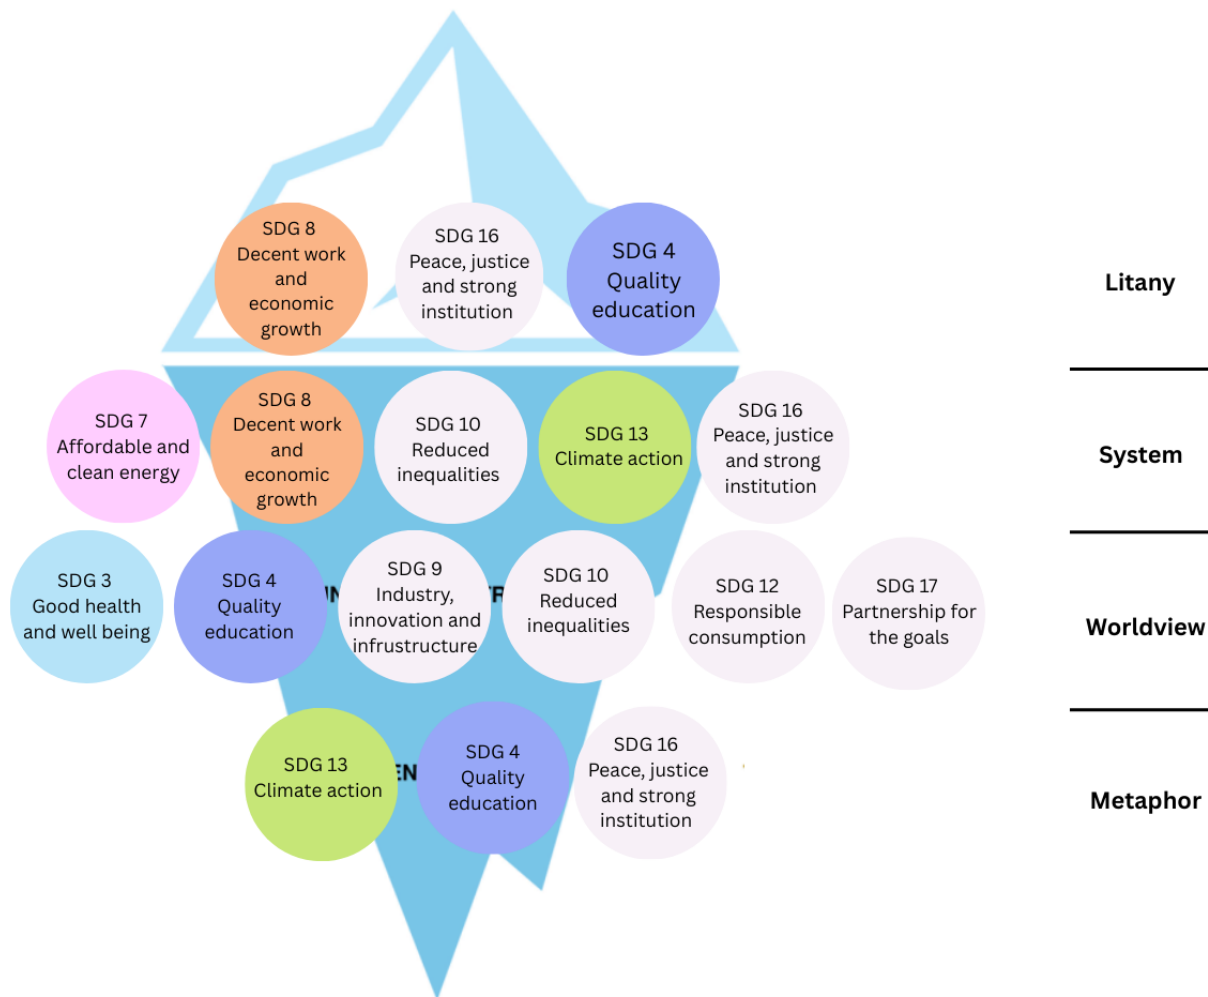 SDG 8
Decent work
and
economic
growth
SDG 16
Peace, justice
and strong
institution
SDG 4
Quality
education
Litany
SDG 7
Affordable and
clean energy
SDG 8
Decent work
and
economic
growth
SDG 10
Reduced
inequalities
SDG 13
Climate action
SDG 16
Peace, justice
and strong
institution
System
SDG 3
Good health
and well being
SDG 4
Quality
education
SDG 9
Industry,
innovation and
infrustructure
SDG 10
Reduced
inequalities
SDG 12
Responsible
consumption
SDG 17
Partnership for
the goals
Worldview
SDG 13
Climate action
SDG 4
Quality
education
SDG 16
Peace, justice
and strong
institution
Metaphor